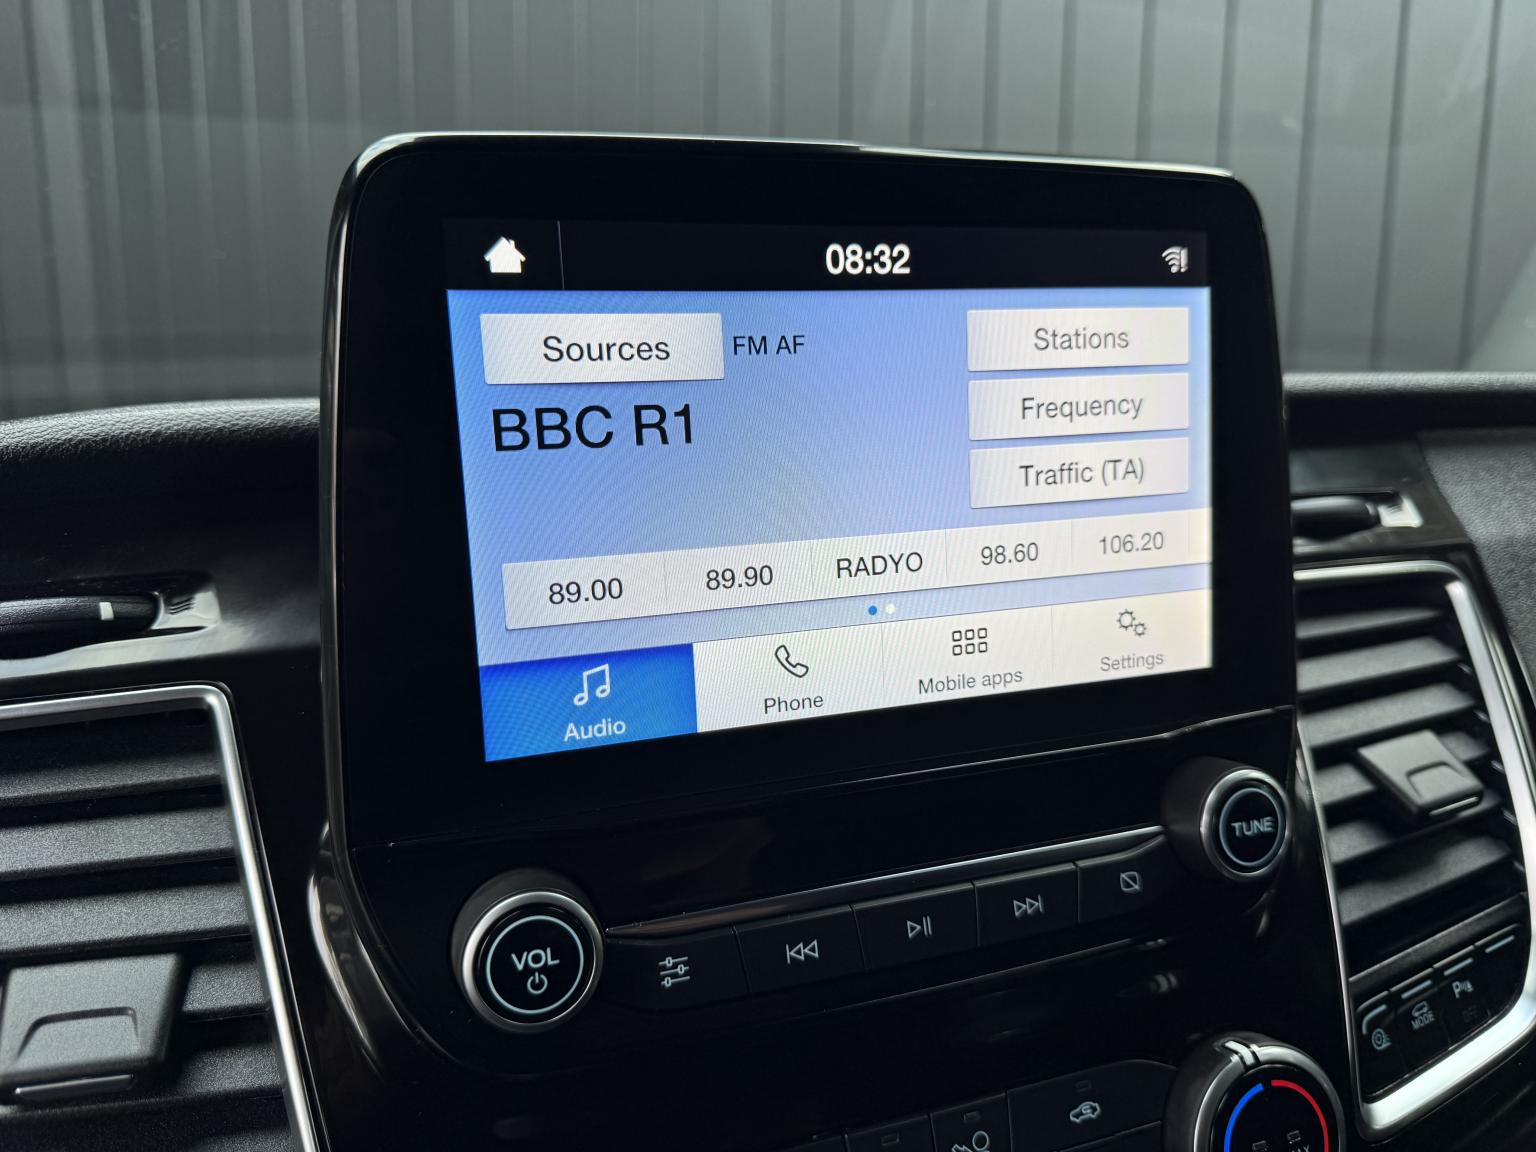 08:32
Sources
FM AF
Stations
BBC R1
Frequency
Traffic (TA)
89.00
89.90
RADYO
98.60
106.20
Audio
Phone
Mobile apps
Settings
TUNE
VOL
MODE